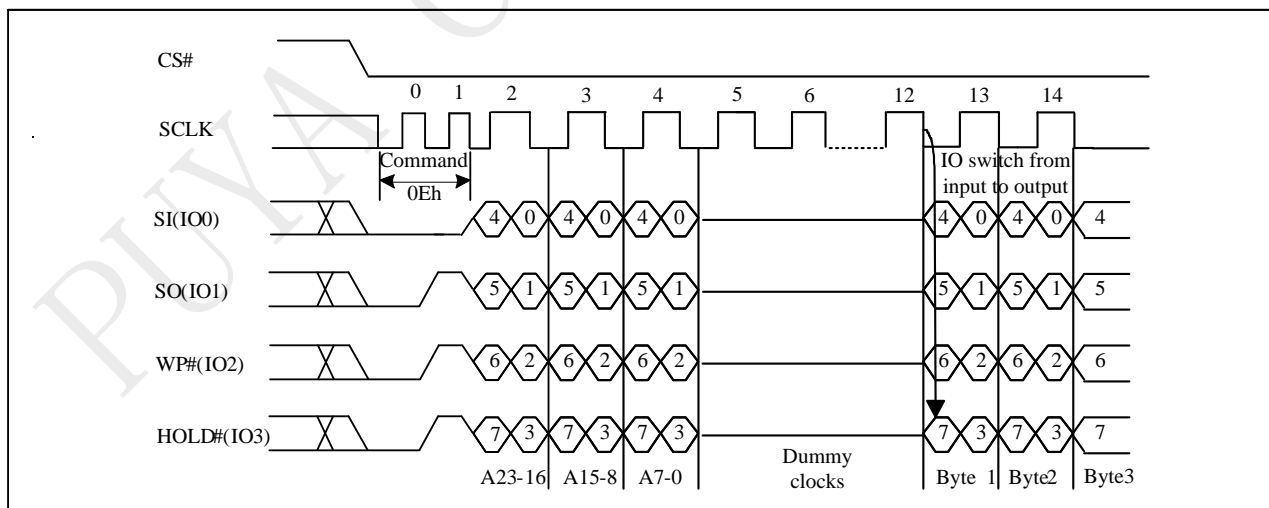 CS#
0 1 2 3 4 5 6 12 13 14
SCLK
Command
0Eh
IO switch from
input to output
SI(IO0) 4 0 4 0 4 0 4 0 4 0 4
SO(IO1) 5 1 5 1 5 1 5 1 5 1 5
WP#(IO2) 6 2 6 2 6 2 6 2 6 2 6
HOLD#(IO3) 7 3 7 3 7 3 7 3 7 3 7
A23-16 A15-8 A7-0
Dummy
clocks
Byte 1 Byte2 Byte3
PUYA